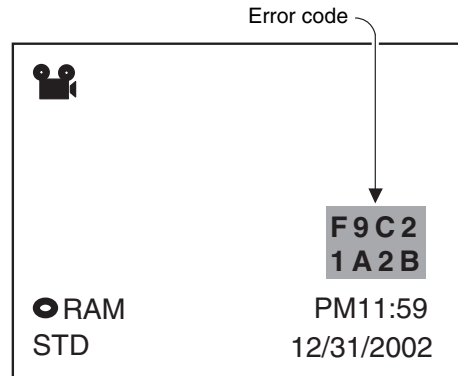 Error code
F9C2
1A2B
RAM PM11:59
STD 12/31/2002